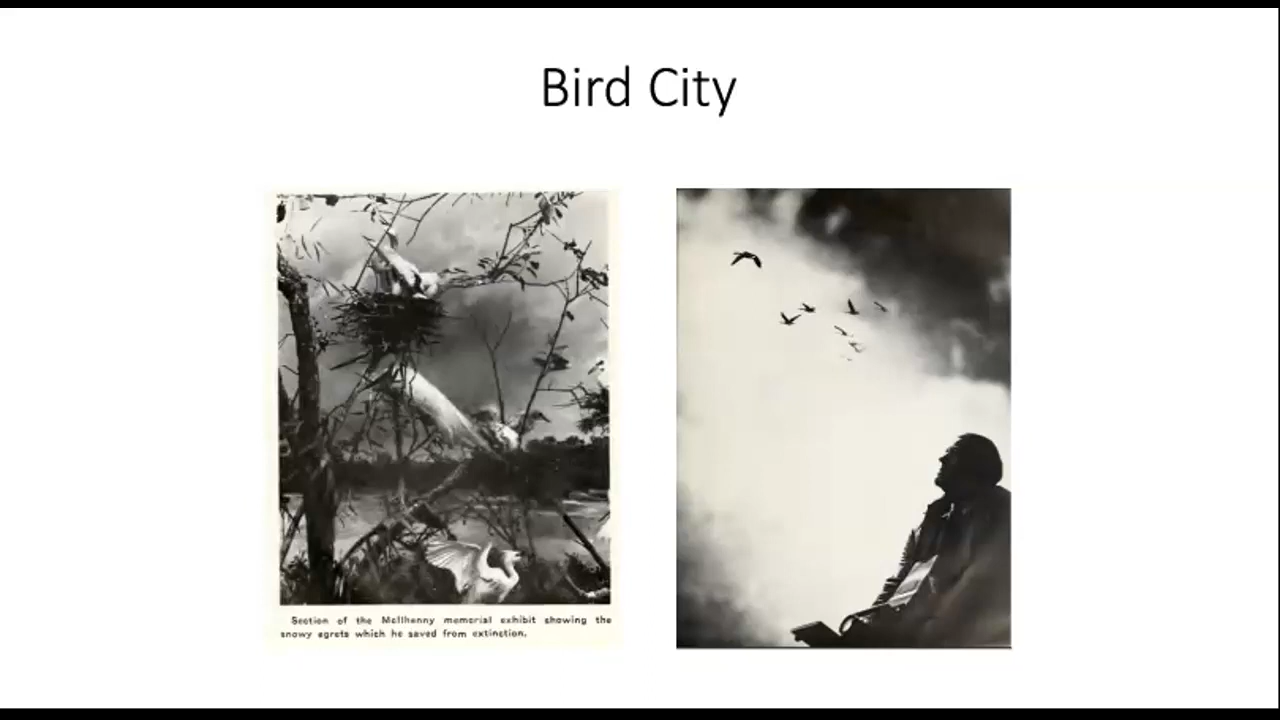 Bird City
Section of the McIlhenny memorial exhibit showing the
snowy egrets which he saved from extinction.